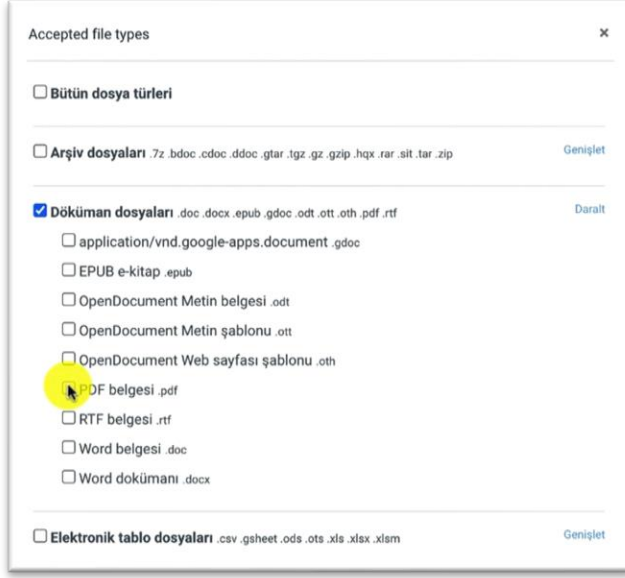 Accepted file types ×
Bütün dosya türleri
Arşiv dosyaları .7z .bdoc .cdoc .ddoc .gtar .tgz .gz .gzip .hqx .rar .sit .tar .zip Genişlet
Döküman dosyaları .doc .docx .epub .gdoc .odt .ott .oth .pdf .rtf Daralt
application/vnd.google-apps.document .gdoc
EPUB e-kitap .epub
OpenDocument Metin belgesi .odt
OpenDocument Metin şablonu .ott
OpenDocument Web sayfası şablonu .oth
PDF belgesi .pdf
RTF belgesi .rtf
Word belgesi .doc
Word dokümanı .docx
Elektronik tablo dosyaları .csv .gsheet .ods .ots .xls .xlsx .xlsm Genişlet